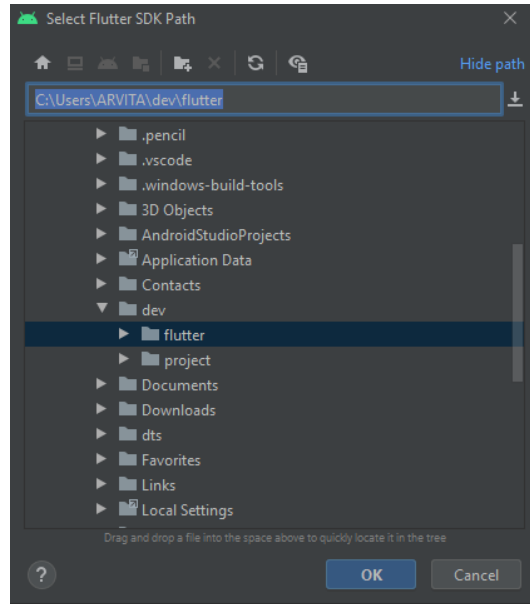 Select Flutter SDK Path
Hide path
C:\Users\ARVITA\dev\flutter
.pencil
.vscode
.windows-build-tools
3D Objects
AndroidStudioProjects
Application Data
Contacts
dev
flutter
project
Documents
Downloads
dts
Favorites
Links
Local Settings
Drag and drop a file into the space above to quickly locate it in the tree
?
OK
Cancel